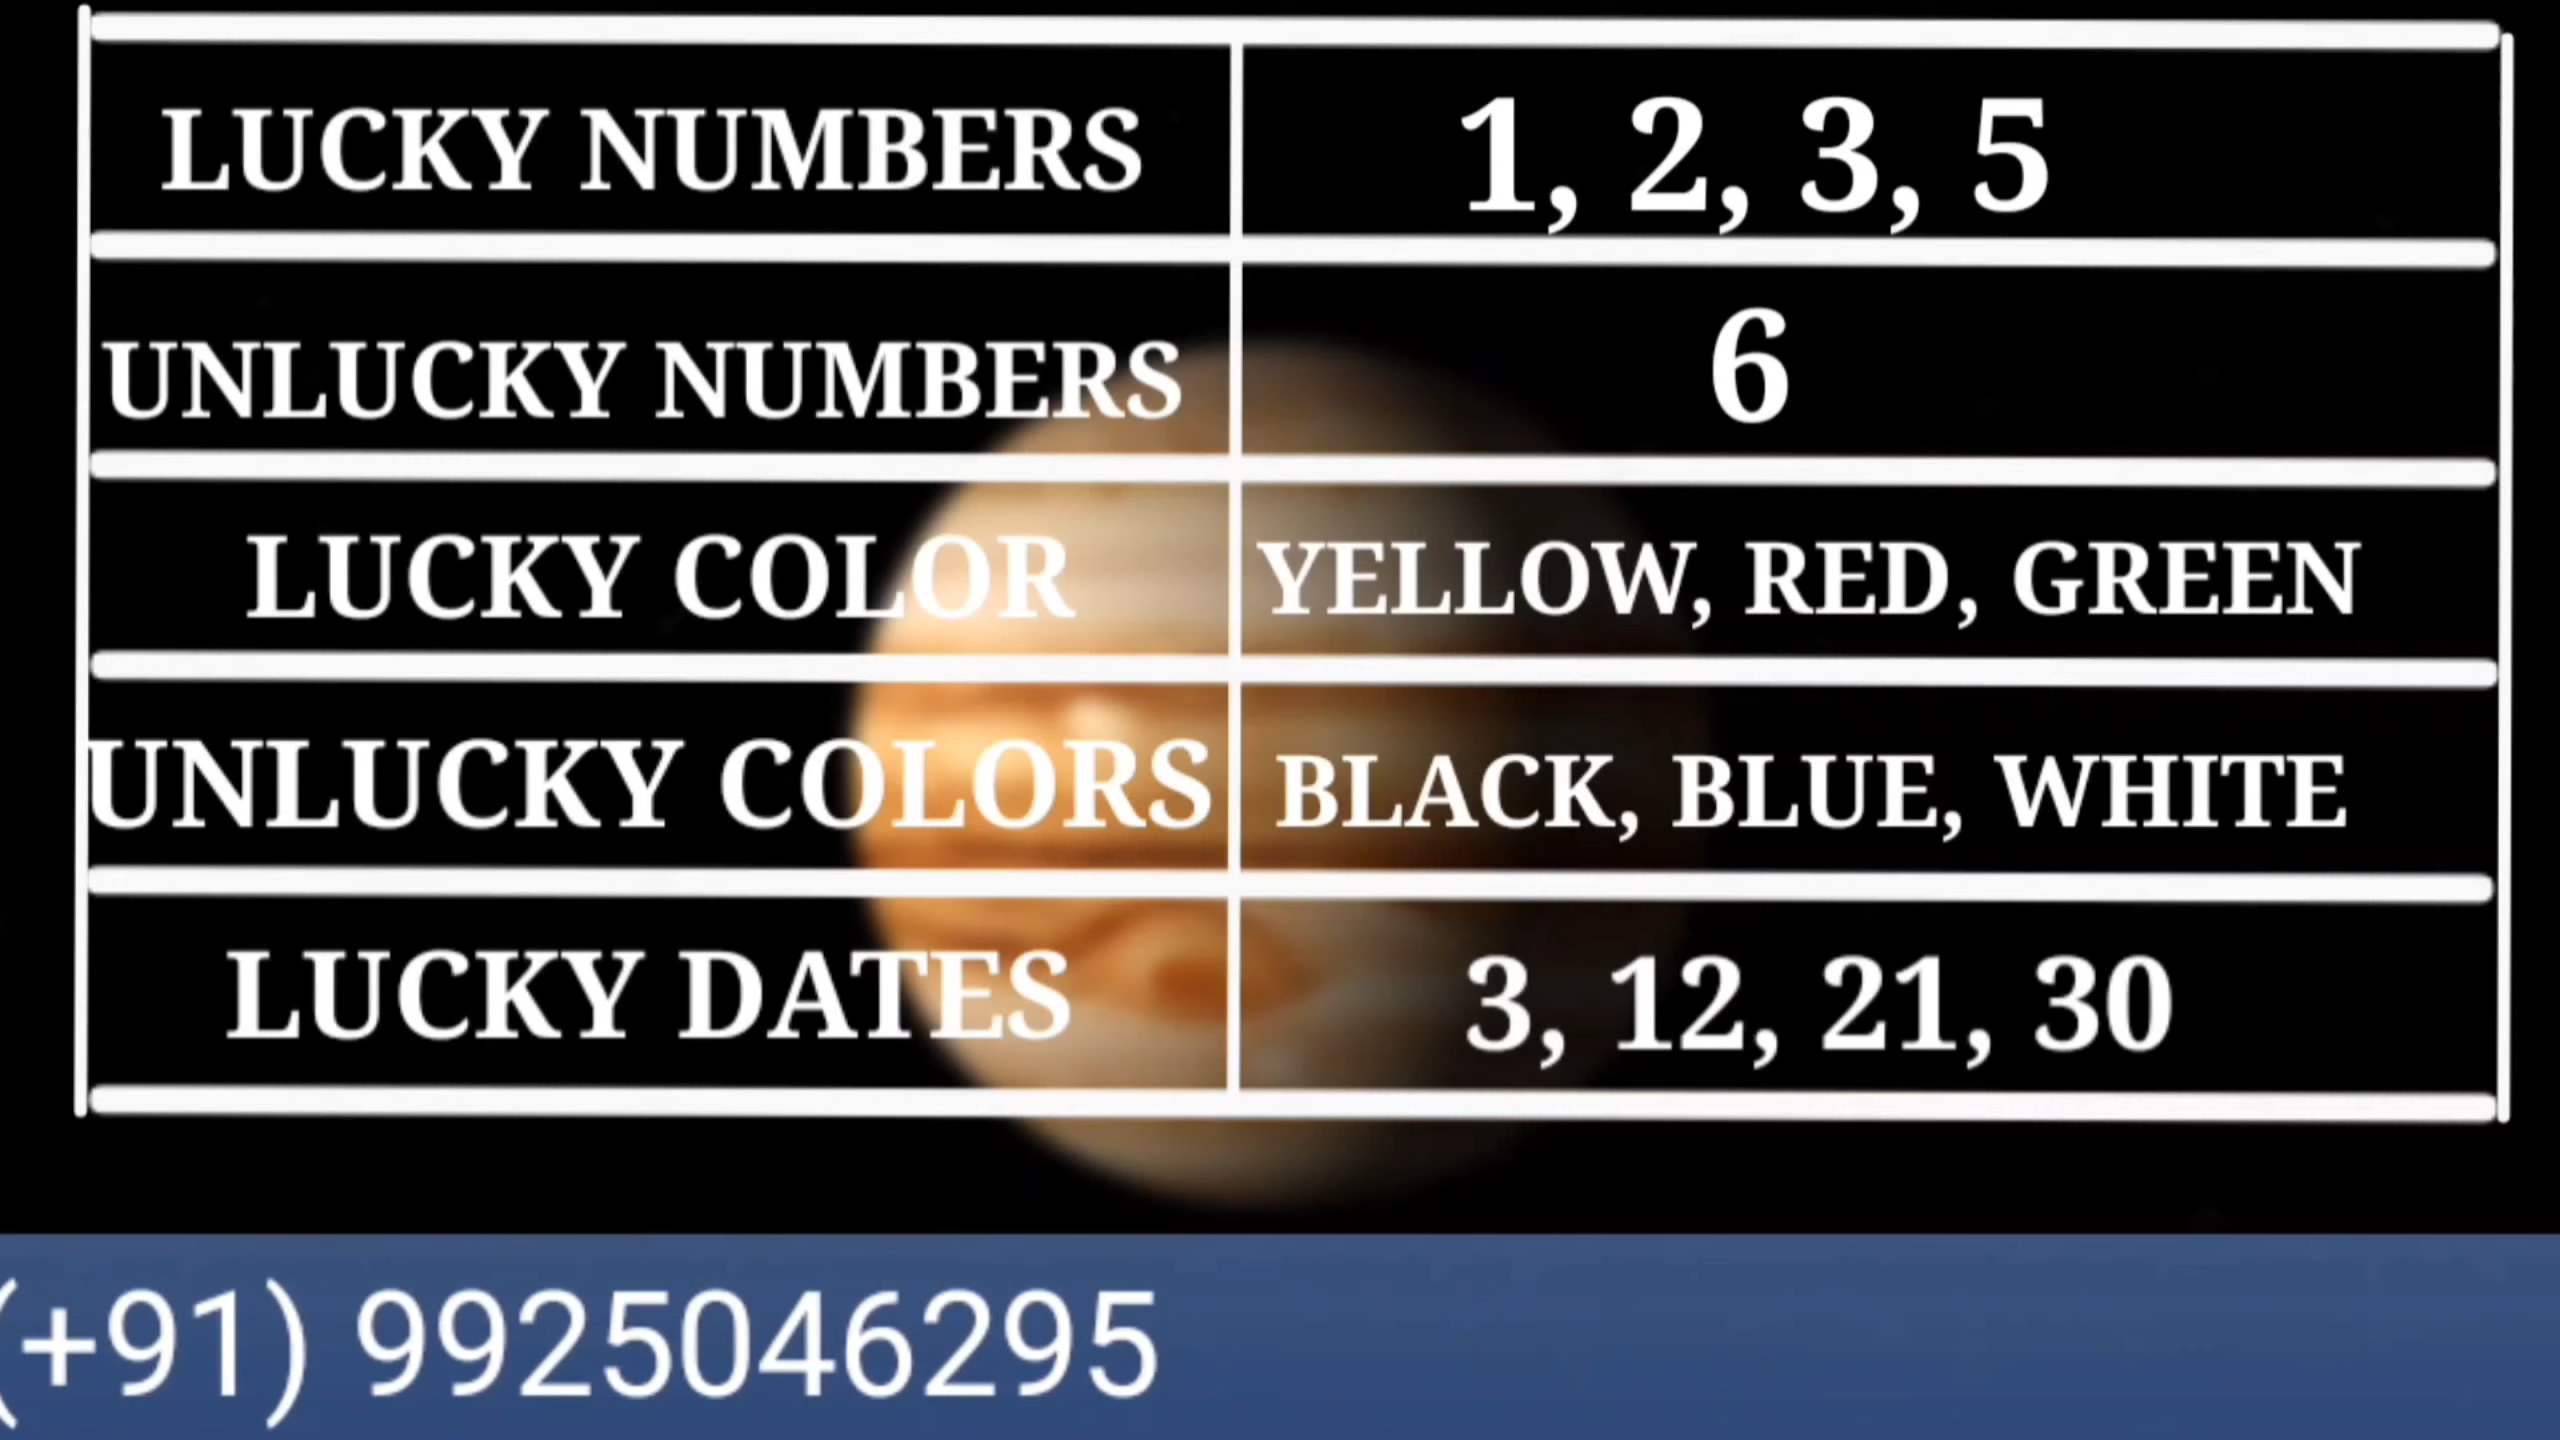 LUCKY NUMBERS 1, 2, 3, 5
UNLUCKY NUMBERS 6
LUCKY COLOR YELLOW, RED, GREEN
UNLUCKY COLORS BLACK, BLUE, WHITE
LUCKY DATES 3, 12, 21, 30
(+91) 9925046295